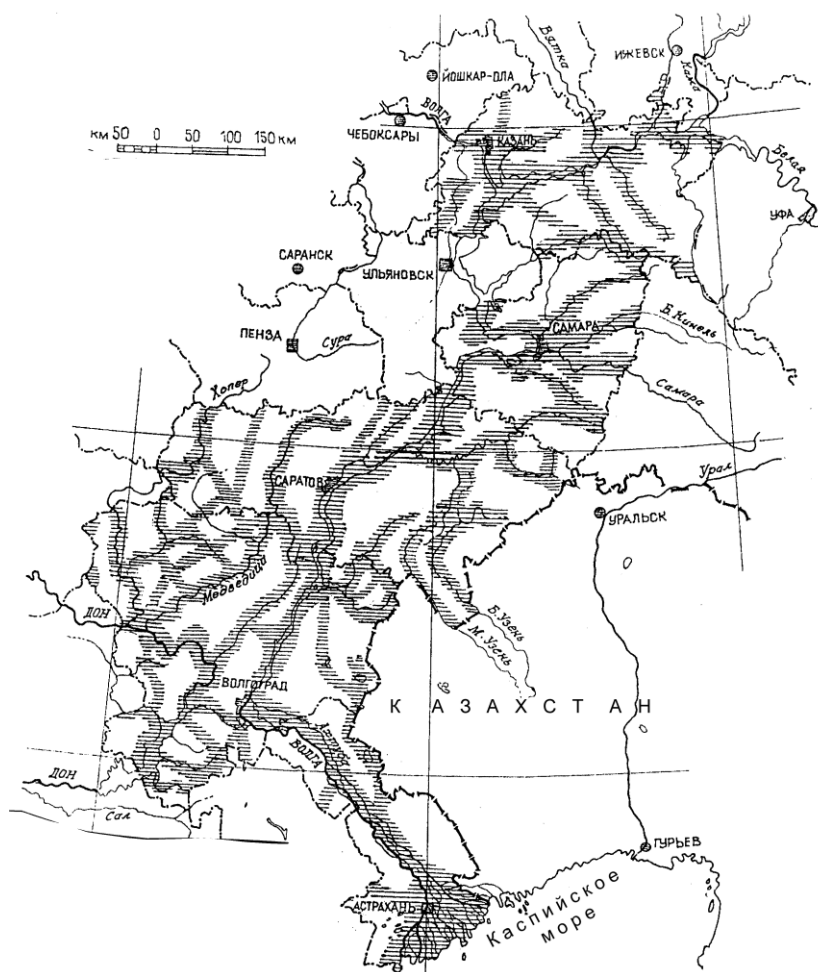 Вятка
ИЖЕВСК
Кама
ЙОШКАР-ОЛА
ВОЛГА
КМ 50 0 50 100 150 КМ
ЧЕБОКСАРЫ
КАЗАНЬ
Белая
УФА
САРАНСК
УЛЬЯНОВСК
ПЕНЗА
Сура
САМАРА
Б. Кинель
Хопер
Самара
САРАТОВ
Урал
УРАЛЬСК
Медведица
ДОН
Б. Узень
М. Узень
ВОЛГОГРАД
КАЗАХСТАН
ВОЛГА
ДОН
Сал
ГУРЬЕВ
АСТРАХАНЬ
Каспийское
море